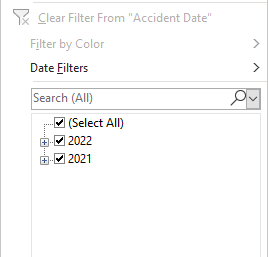 Clear Filter From "Accident Date"
Filter by Color
Date Filters
Search (All)
(Select All)
2022
2021